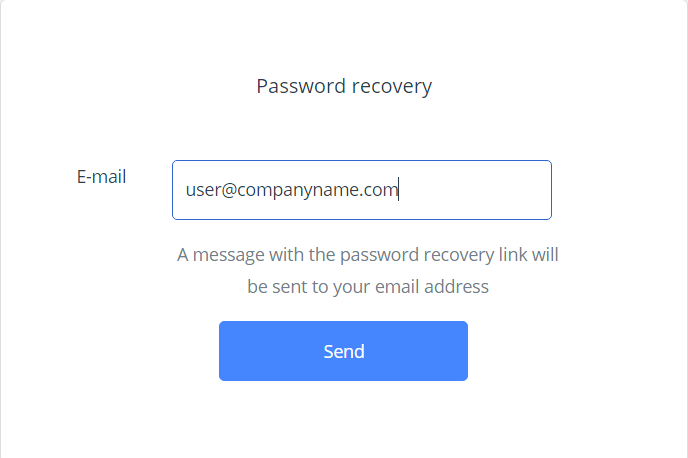 Password recovery
E-mail
user@companyname.com
A message with the password recovery link will
be sent to your email address
Send